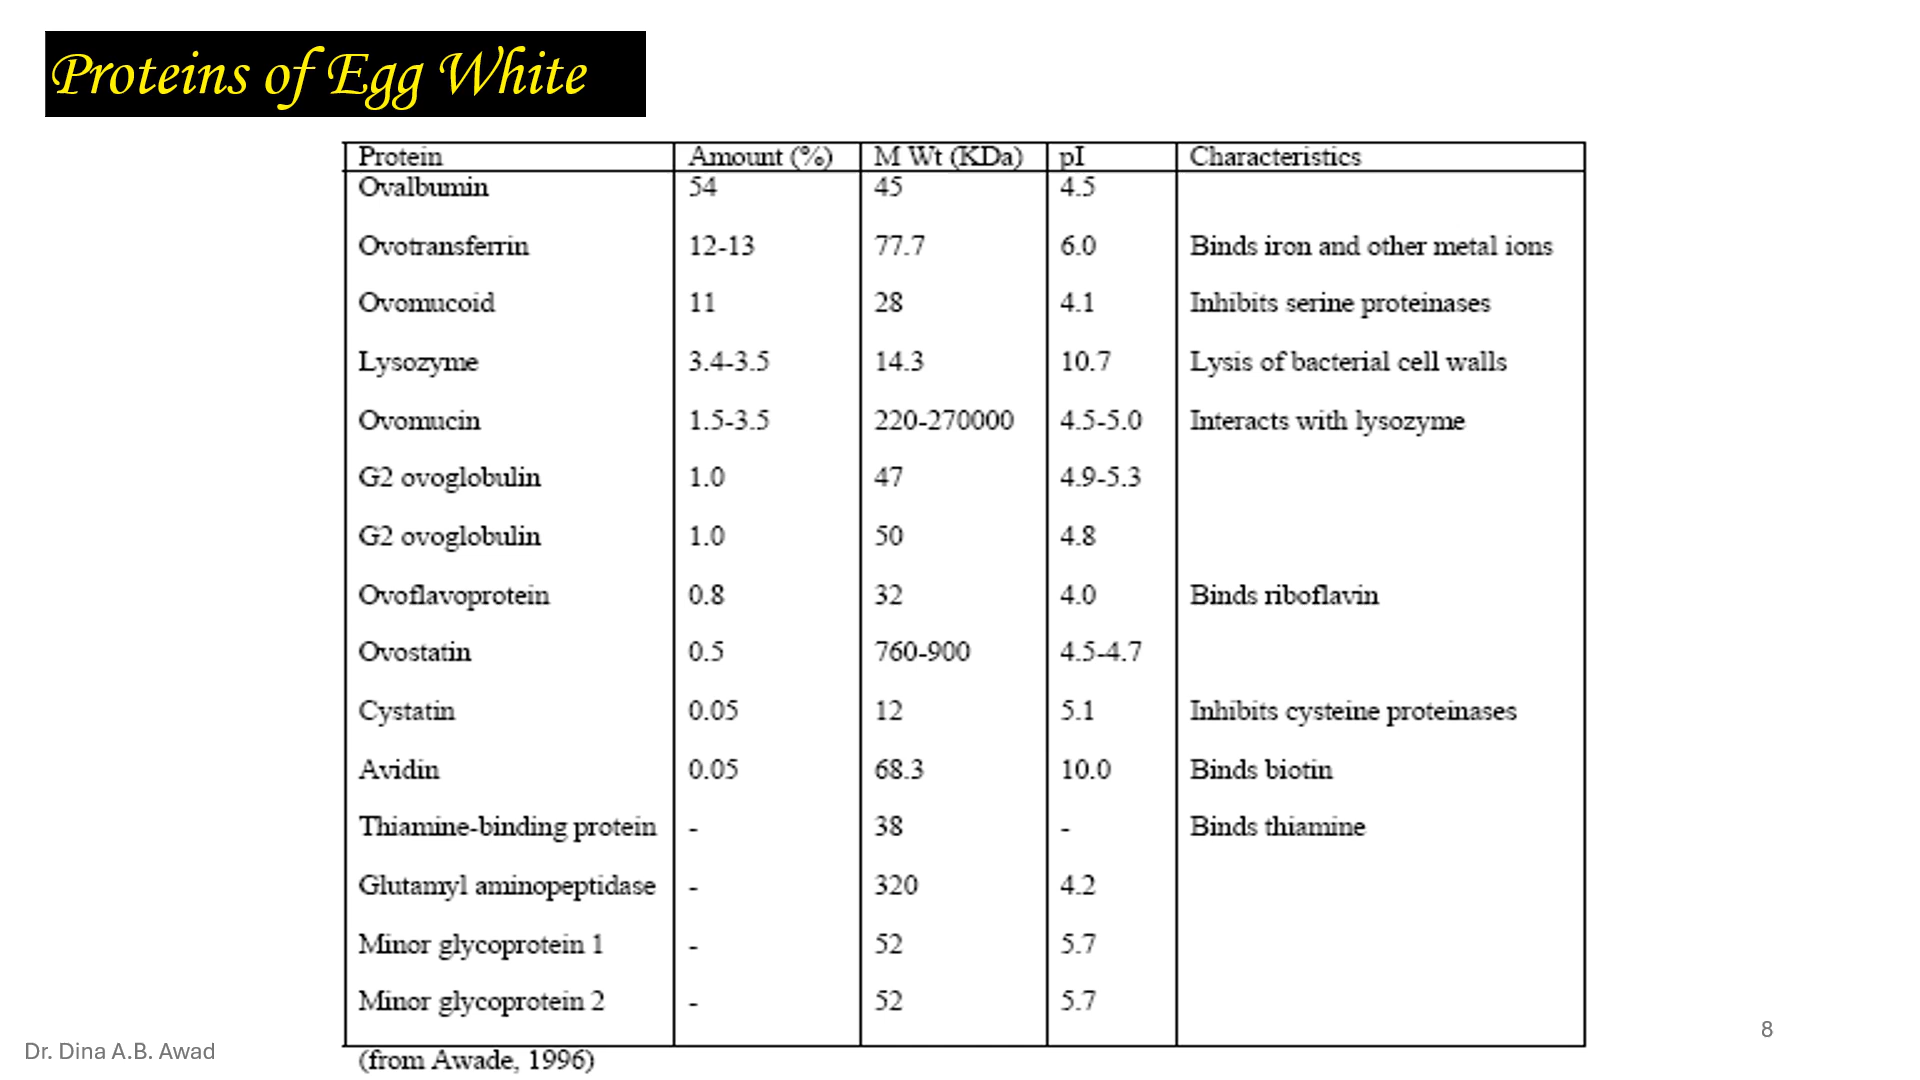 Proteins of Egg White
Protein Amount (%) M Wt (KDa) pI Characteristics
Ovalbumin 54 45 4.5
Ovotransferrin 12-13 77.7 6.0 Binds iron and other metal ions
Ovomucoid 11 28 4.1 Inhibits serine proteinases
Lysozyme 3.4-3.5 14.3 10.7 Lysis of bacterial cell walls
Ovomucin 1.5-3.5 220-270000 4.5-5.0 Interacts with lysozyme
G2 ovoglobulin 1.0 47 4.9-5.3
G2 ovoglobulin 1.0 50 4.8
Ovoflavoprotein 0.8 32 4.0 Binds riboflavin
Ovostatin 0.5 760-900 4.5-4.7
Cystatin 0.05 12 5.1 Inhibits cysteine proteinases
Avidin 0.05 68.3 10.0 Binds biotin
Thiamine-binding protein - 38 - Binds thiamine
Glutamyl aminopeptidase - 320 4.2
Minor glycoprotein 1 - 52 5.7
Minor glycoprotein 2 - 52 5.7
(from Awade, 1996)
Dr. Dina A.B. Awad
8